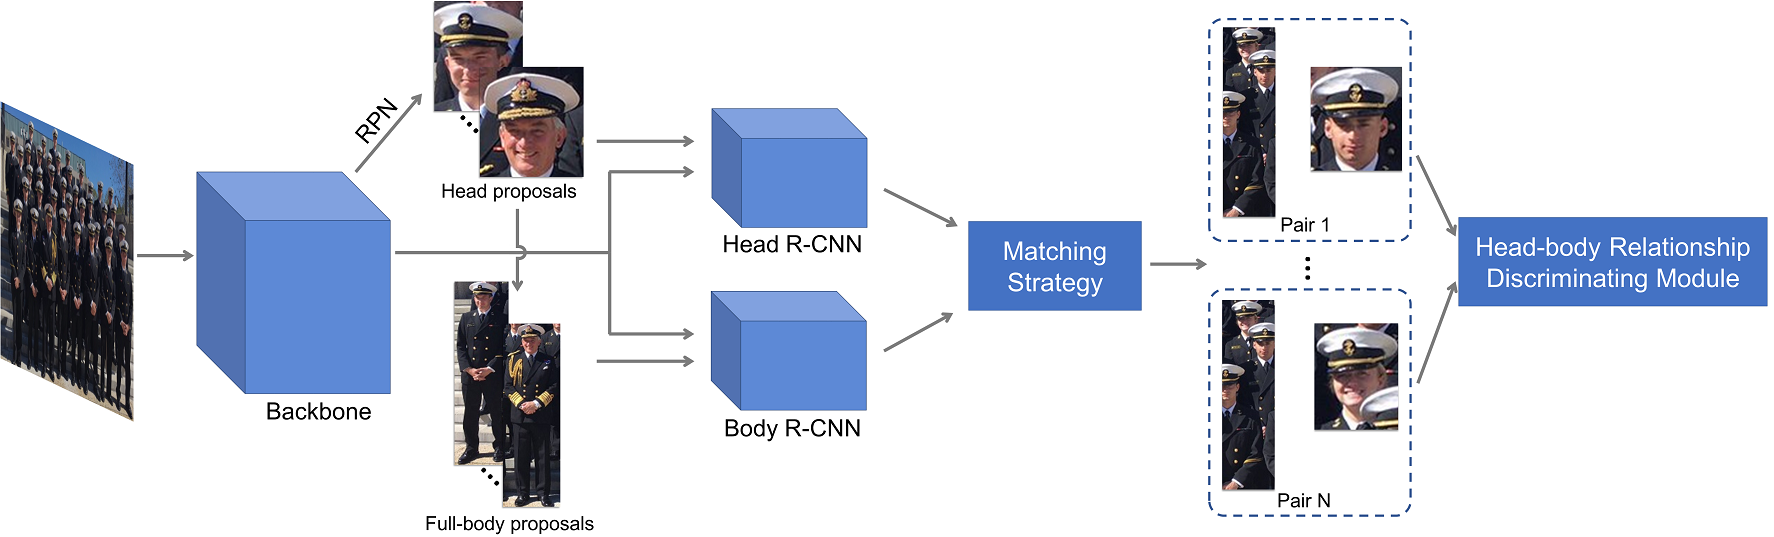 RPN
Head proposals
Backbone
Full-body proposals
Head R-CNN
Body R-CNN
Matching
Strategy
Pair 1
Pair N
Head-body Relationship
Discriminating Module